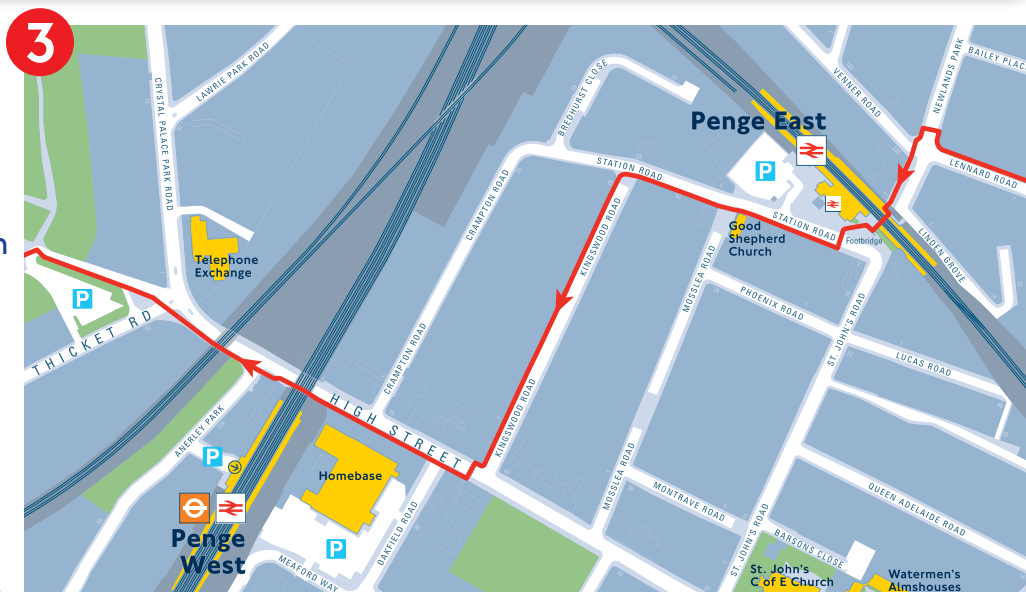 3
LAWRIE PARK ROAD
CRYSTAL PALACE PARK ROAD
BREDHURST CLOSE
VENNER ROAD
NEWLANDS PARK
BAILEY PLAC
Penge East
P
LENNARD ROAD
STATION ROAD
CRAMPTON ROAD
KINGSWOOD ROAD
STATION ROAD
Good
Shepherd
Church
Footbridge
LINDEN GROVE
n
Telephone
Exchange
MOSSLEA ROAD
PHOENIX ROAD
ST. JOHN'S ROAD
P
THICKET RD
CRAMPTON ROAD
LUCAS ROAD
HIGH STREET
KINGSWOOD ROAD
ANERLEY PARK
P
Homebase
MOSSLEA ROAD
MONTRAVE ROAD
QUEEN ADELAIDE ROAD
Penge
West
OAKFIELD ROAD
P
MEAFORD WAY
ST. JOHN'S ROAD
BARSONS CLOSE
St. John's
C of E Church
Watermen's
Almshouses